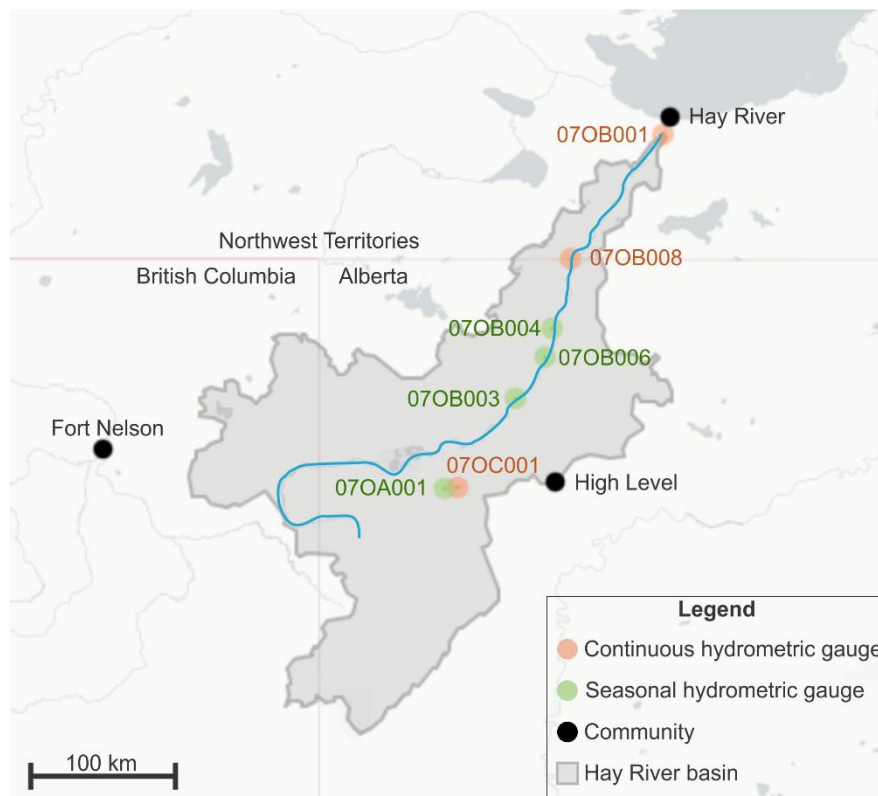 Hay River
07OB001
Northwest Territories
07OB008
British Columbia
Alberta
07OB004
07OB006
07OB003
Fort Nelson
07OC001
07OA001
High Level
Legend
Continuous hydrometric gauge
Seasonal hydrometric gauge
Community
Hay River basin
100 km